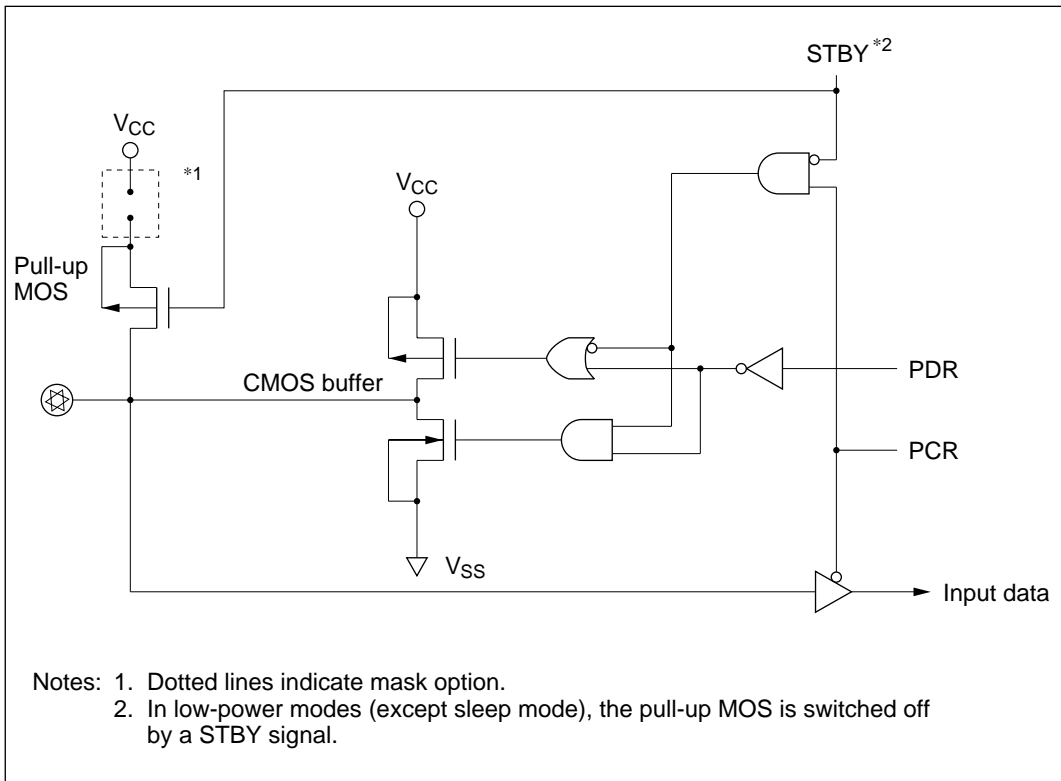 STBY *2
VCC
*1
VCC
Pull-up
MOS
CMOS buffer
PDR
PCR
VSS
Input data
Notes: 1. Dotted lines indicate mask option.
2. In low-power modes (except sleep mode), the pull-up MOS is switched off
by a STBY signal.